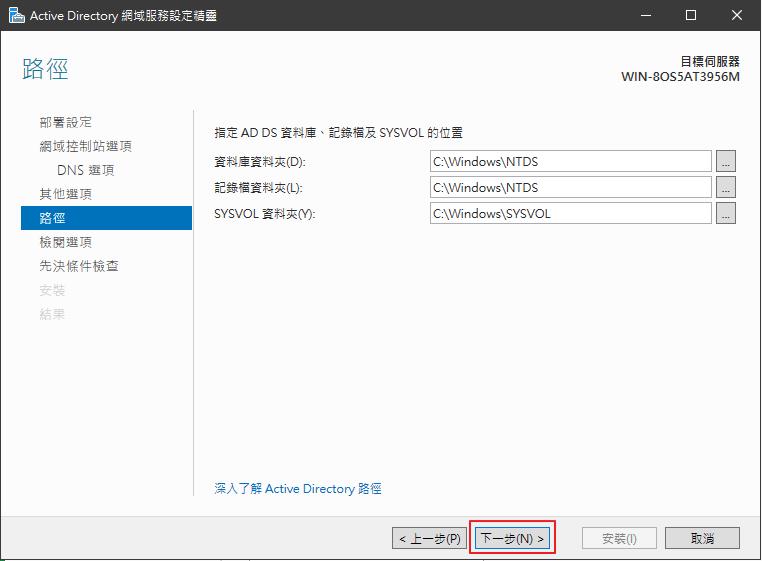 Active Directory 網域服務設定精靈
路徑
目標伺服器
WIN-8OS5AT3956M
部署設定
網域控制站選項
DNS 選項
其他選項
路徑
檢閱選項
先決條件檢查
安裝
結果
指定 AD DS 資料庫、記錄檔及 SYSVOL 的位置
資料庫資料夾(D): C:\Windows\NTDS ...
記錄檔資料夾(L): C:\Windows\NTDS ...
SYSVOL 資料夾(Y): C:\Windows\SYSVOL ...
深入了解 Active Directory 路徑
< 上一步(P) 下一步(N) > 安裝(I) 取消